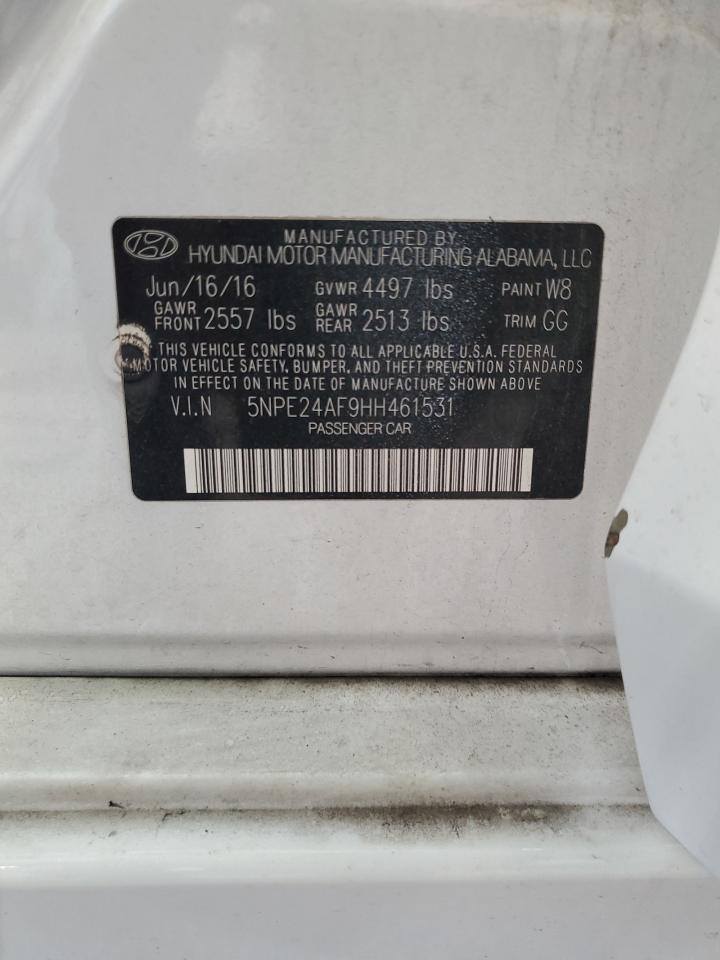 MANUFACTURED BY
HYUNDAI MOTOR MANUFACTURING ALABAMA, LLC
Jun/16/16 GVWR 4497 lbs PAINT W8
GAWR FRONT 2557 lbs GAWR REAR 2513 lbs TRIM GG
THIS VEHICLE CONFORMS TO ALL APPLICABLE U.S.A. FEDERAL
MOTOR VEHICLE SAFETY, BUMPER, AND THEFT PREVENTION STANDARDS
IN EFFECT ON THE DATE OF MANUFACTURE SHOWN ABOVE.
V.I.N 5NPE24AF9HH461531
PASSENGER CAR